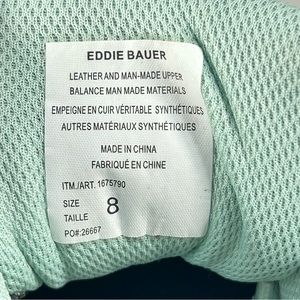 EDDIE BAUER
LEATHER AND MAN-MADE UPPER
BALANCE MAN MADE MATERIALS
EMPEIGNE EN CUIR VÉRITABLE SYNTHÉTIQUES
AUTRES MATÉRIAUX SYNTHÉTIQUES
MADE IN CHINA
FABRIQUÉ EN CHINE
ITM./ART. 1675790
SIZE
TAILLE 8
PO#:26667